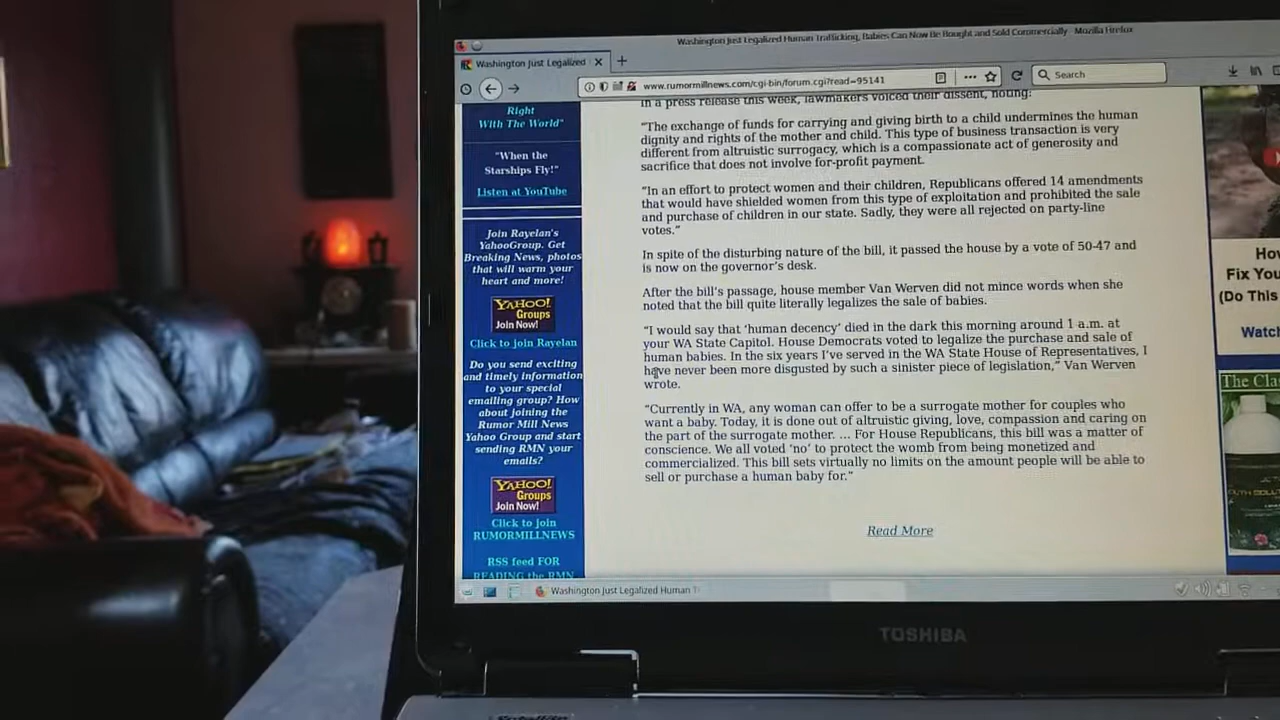 Washington Just Legalized Human Trafficking, Babies Can Now Be Bought and Sold Commercially - Mozilla Firefox
Washington Just Legalized
www.rumormillnews.com/cgi-bin/forum.cgi?read=95141
Search
Right
With The World"
"When the
Starships Fly!"
Listen at YouTube
Join Rayelan's
YahooGroup. Get
Breaking News, photos
that will warm your
heart and more!
YAHOO!
Groups
Join Now!
Click to join Rayelan
Do you send exciting
and timely information
to your special
emailing group? How
about joining the
Rumor Mill News
Yahoo Group and start
sending RMN your
emails?
YAHOO!
Groups
Join Now!
Click to join
RUMORMILLNEWS
RSS feed FOR
READING the RMN
in a press release this week, lawmakers voiced their dissent, noting:
“The exchange of funds for carrying and giving birth to a child undermines the human
dignity and rights of the mother and child. This type of business transaction is very
different from altruistic surrogacy, which is a compassionate act of generosity and
sacrifice that does not involve for-profit payment.
“In an effort to protect women and their children, Republicans offered 14 amendments
that would have shielded women from this type of exploitation and prohibited the sale
and purchase of children in our state. Sadly, they were all rejected on party-line
votes.”
In spite of the disturbing nature of the bill, it passed the house by a vote of 50-47 and
is now on the governor’s desk.
After the bill’s passage, house member Van Werven did not mince words when she
noted that the bill quite literally legalizes the sale of babies.
“I would say that ‘human decency’ died in the dark this morning around 1 a.m. at
your WA State Capitol. House Democrats voted to legalize the purchase and sale of
human babies. In the six years I’ve served in the WA State House of Representatives, I
have never been more disgusted by such a sinister piece of legislation,” Van Werven
wrote.
“Currently in WA, any woman can offer to be a surrogate mother for couples who
want a baby. Today, it is done out of altruistic giving, love, compassion and caring on
the part of the surrogate mother. … For House Republicans, this bill was a matter of
conscience. We all voted ‘no’ to protect the womb from being monetized and
commercialized. This bill sets virtually no limits on the amount people will be able to
sell or purchase a human baby for.”
Read More
Fix You
(Do This
Watch
The Cla
Washington Just Legalized Human T
TOSHIBA